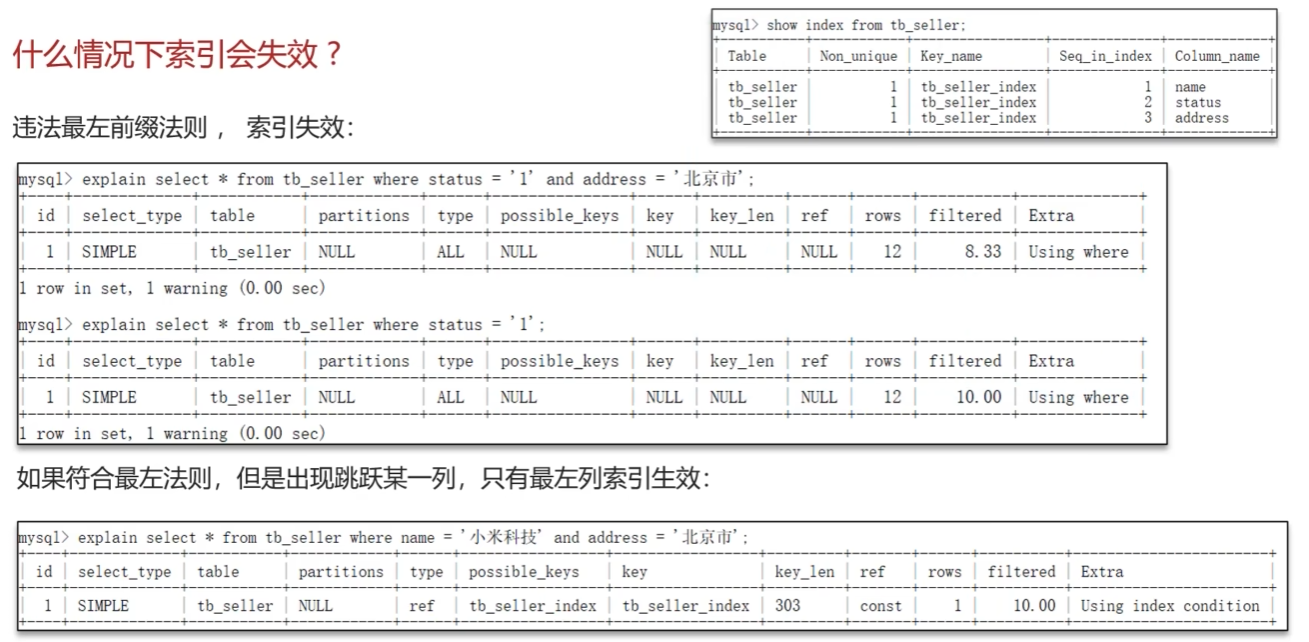 什么情况下索引会失效？
mysql> show index from tb_seller;
| Table | Non_unique | Key_name | Seq_in_index | Column_name |
| tb_seller | 1 | tb_seller_index | 1 | name |
| tb_seller | 1 | tb_seller_index | 2 | status |
| tb_seller | 1 | tb_seller_index | 3 | address |
违法最左前缀法则 ， 索引失效：
mysql> explain select * from tb_seller where status = '1' and address = '北京市';
| id | select_type | table | partitions | type | possible_keys | key | key_len | ref | rows | filtered | Extra |
| 1 | SIMPLE | tb_seller | NULL | ALL | NULL | NULL | NULL | NULL | 12 | 8.33 | Using where |
1 row in set, 1 warning (0.00 sec)
mysql> explain select * from tb_seller where status = '1';
| id | select_type | table | partitions | type | possible_keys | key | key_len | ref | rows | filtered | Extra |
| 1 | SIMPLE | tb_seller | NULL | ALL | NULL | NULL | NULL | NULL | 12 | 10.00 | Using where |
1 row in set, 1 warning (0.00 sec)
如果符合最左法则，但是出现跳跃某一列，只有最左列索引生效：
mysql> explain select * from tb_seller where name = '小米科技' and address = '北京市';
| id | select_type | table | partitions | type | possible_keys | key | key_len | ref | rows | filtered | Extra |
| 1 | SIMPLE | tb_seller | NULL | ref | tb_seller_index | tb_seller_index | 303 | const | 1 | 10.00 | Using index condition |